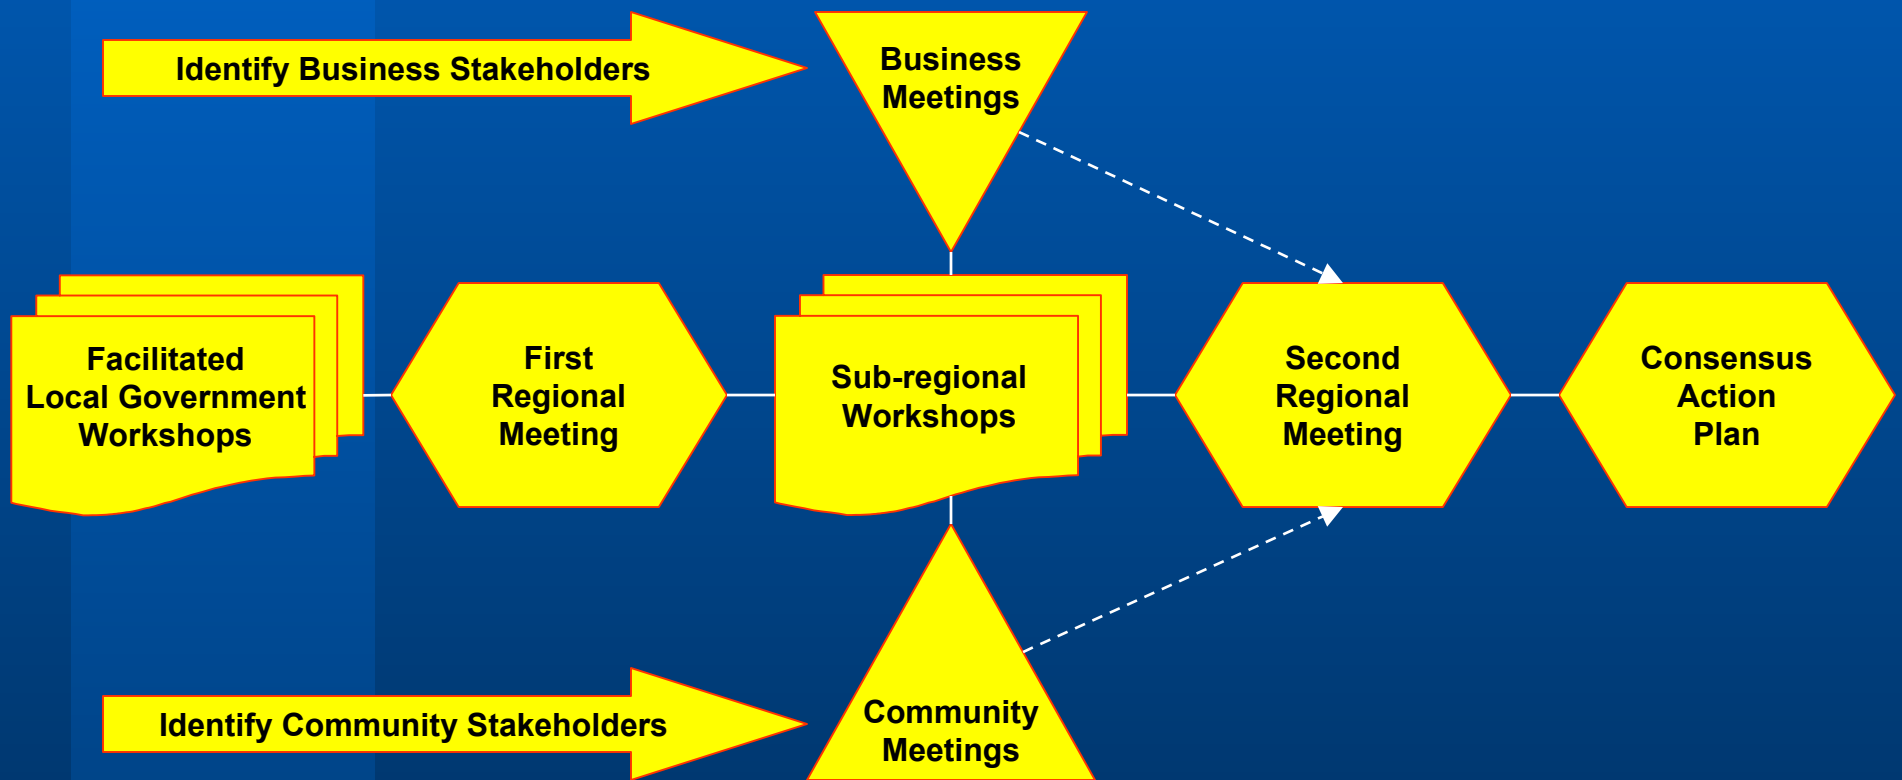 Identify Business Stakeholders
Business
Meetings
Facilitated
Local Government
Workshops
First
Regional
Meeting
Sub-regional
Workshops
Second
Regional
Meeting
Consensus
Action
Plan
Identify Community Stakeholders
Community
Meetings